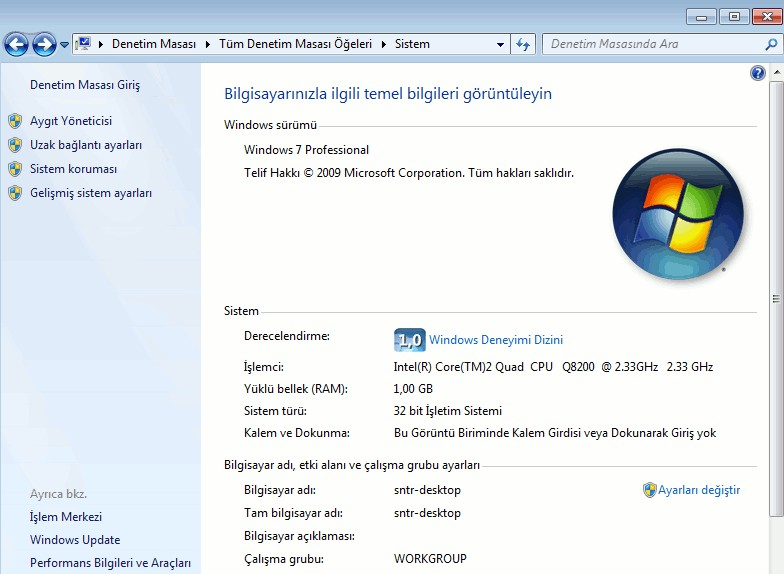 Denetim Masası Tüm Denetim Masası Öğeleri Sistem Denetim Masasında Ara
Denetim Masası Giriş
Aygıt Yöneticisi
Uzak bağlantı ayarları
Sistem koruması
Gelişmiş sistem ayarları
Ayrıca bkz.
İşlem Merkezi
Windows Update
Performans Bilgileri ve Araçları
Bilgisayarınızla ilgili temel bilgileri görüntüleyin
Windows sürümü
Windows 7 Professional
Telif Hakkı © 2009 Microsoft Corporation. Tüm hakları saklıdır.
Sistem
Derecelendirme: 1,0 Windows Deneyimi Dizini
İşlemci: Intel(R) Core(TM)2 Quad CPU Q8200 @ 2.33GHz 2.33 GHz
Yüklü bellek (RAM): 1,00 GB
Sistem türü: 32 bit İşletim Sistemi
Kalem ve Dokunma: Bu Görüntü Biriminde Kalem Girdisi veya Dokunarak Giriş yok
Bilgisayar adı, etki alanı ve çalışma grubu ayarları
Bilgisayar adı: sntr-desktop Ayarları değiştir
Tam bilgisayar adı: sntr-desktop
Bilgisayar açıklaması:
Çalışma grubu: WORKGROUP